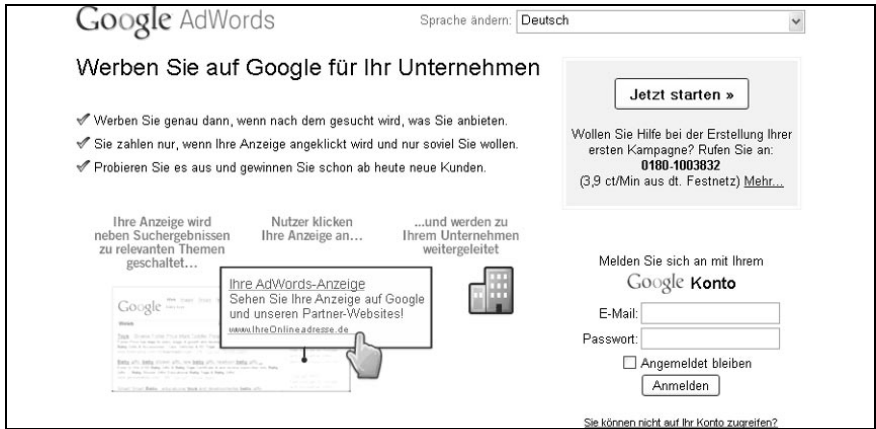 Google AdWords
Sprache ändern: Deutsch
Werben Sie auf Google für Ihr Unternehmen
Werben Sie genau dann, wenn nach dem gesucht wird, was Sie anbieten.
Sie zahlen nur, wenn Ihre Anzeige angeklickt wird und nur soviel Sie wollen.
Probieren Sie es aus und gewinnen Sie schon ab heute neue Kunden.
Jetzt starten »
Wollen Sie Hilfe bei der Erstellung Ihrer
ersten Kampagne? Rufen Sie an:
0180-1003832
(3,9 ct/Min aus dt. Festnetz) Mehr...
Ihre Anzeige wird
neben Suchergebnissen
zu relevanten Themen
geschaltet...
Nutzer klicken
Ihre Anzeige an...
...und werden zu
Ihrem Unternehmen
weitergeleitet
Google
Ihre AdWords-Anzeige
Sehen Sie Ihre Anzeige auf Google
und unseren Partner-Websites!
www.IhreOnlineadresse.de
Melden Sie sich an mit Ihrem
Google Konto
E-Mail:
Passwort:
Angemeldet bleiben
Anmelden
Sie können nicht auf Ihr Konto zugreifen?